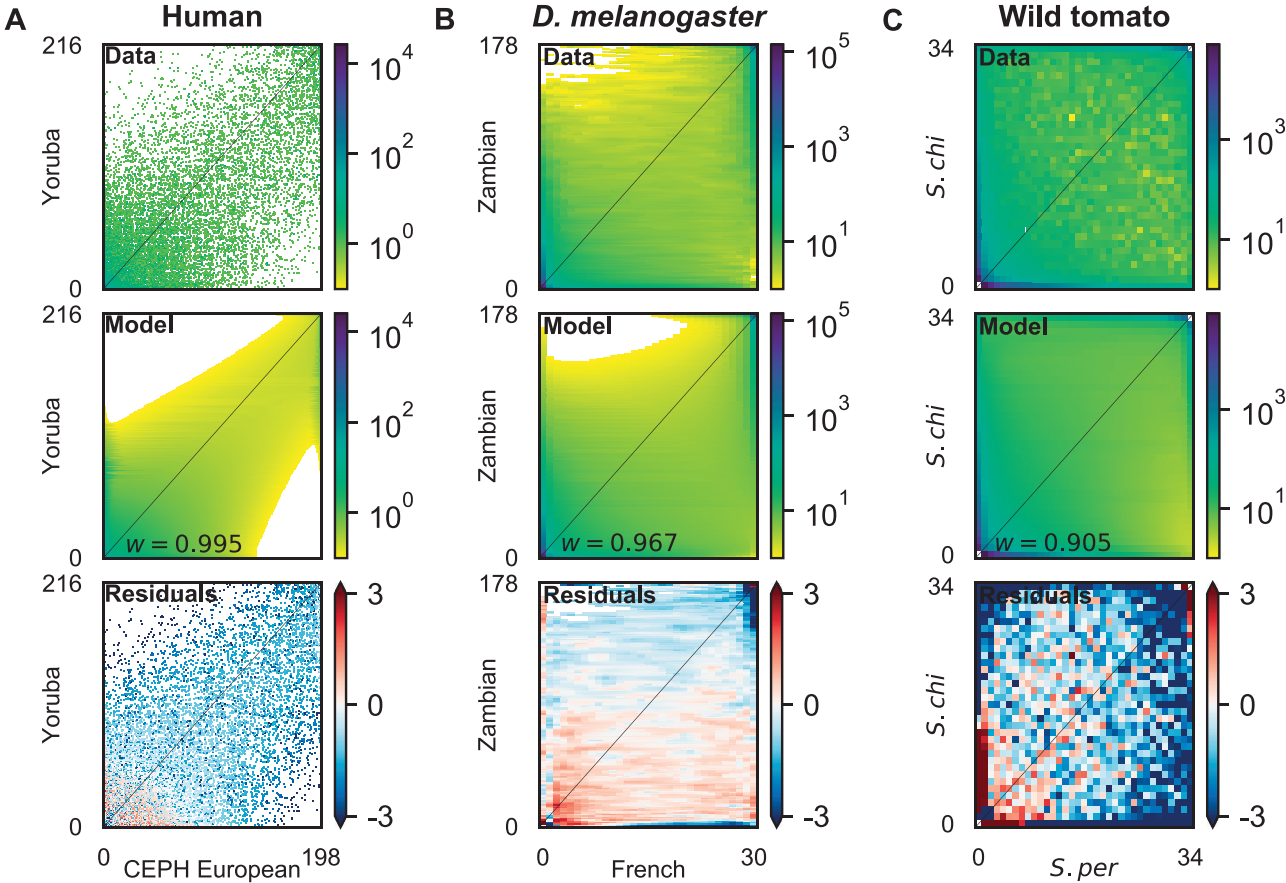 A
Human
B
D. melanogaster
C
Wild tomato
216
Data
Yoruba
0
10^4
10^2
10^0
178
Data
Zambian
0
10^5
10^3
10^1
34
Data
S. chi
0
10^3
10^1
216
Model
Yoruba
w = 0.995
0
10^4
10^2
10^0
178
Model
Zambian
w = 0.967
0
10^5
10^3
10^1
34
Model
S. chi
w = 0.905
0
10^3
10^1
216
Residuals
Yoruba
0
3
0
-3
0
CEPH European
198
178
Residuals
Zambian
0
3
0
-3
0
French
30
34
Residuals
S. chi
0
3
0
-3
0
S. per
34